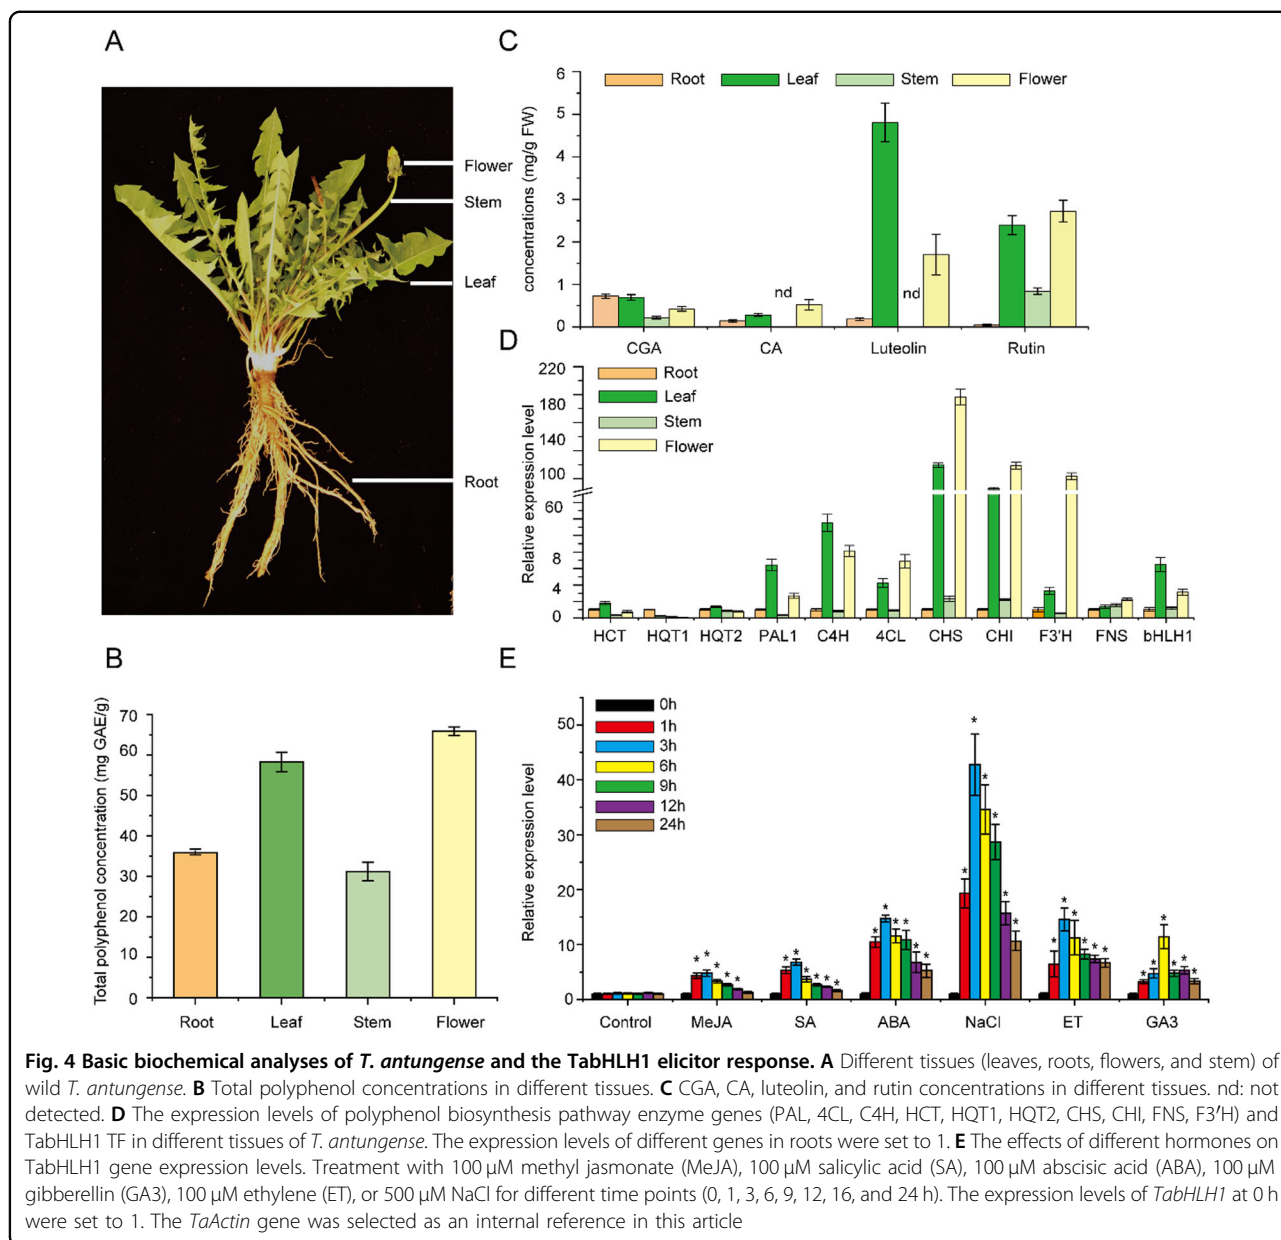 A
Flower
Stem
Leaf
Root
B
Total polyphenol concentration (mg GAE/g)
70
60
50
36
30
20
10
0
Root Leaf Stem Flower
C
Root Leaf Stem Flower
concentrations (mg/g FW)
6
5
4
3
2
1
0
nd
nd
CGA CA Luteolin Rutin
D
Root
Leaf
Stem
Flower
Relative expression level
220
180
140
100
60
8
4
0
HCT HQT1 HQT2 PAL1 C4H 4CL CHS CHI F3'H FNS bHLH1
E
0h
1h
3h
6h
9h
12h
24h
Relative expression level
50
40
30
20
10
0
* * * * *
* * * * * *
* * * * * *
* * * * * *
* * * * * *
* * * * * *
Control MeJA SA ABA NaCl ET GA3
Fig. 4 Basic biochemical analyses of T. antungense and the TabHLH1 elicitor response. A Different tissues (leaves, roots, flowers, and stem) of
wild T. antungense. B Total polyphenol concentrations in different tissues. C CGA, CA, luteolin, and rutin concentrations in different tissues. nd: not
detected. D The expression levels of polyphenol biosynthesis pathway enzyme genes (PAL, 4CL, C4H, HCT, HQT1, HQT2, CHS, CHI, FNS, F3′H) and
TabHLH1 TF in different tissues of T. antungense. The expression levels of different genes in roots were set to 1. E The effects of different hormones on
TabHLH1 gene expression levels. Treatment with 100 µM methyl jasmonate (MeJA), 100 µM salicylic acid (SA), 100 µM abscisic acid (ABA), 100 µM
gibberellin (GA3), 100 µM ethylene (ET), or 500 µM NaCl for different time points (0, 1, 3, 6, 9, 12, 16, and 24 h). The expression levels of TabHLH1 at 0 h
were set to 1. The TaActin gene was selected as an internal reference in this article